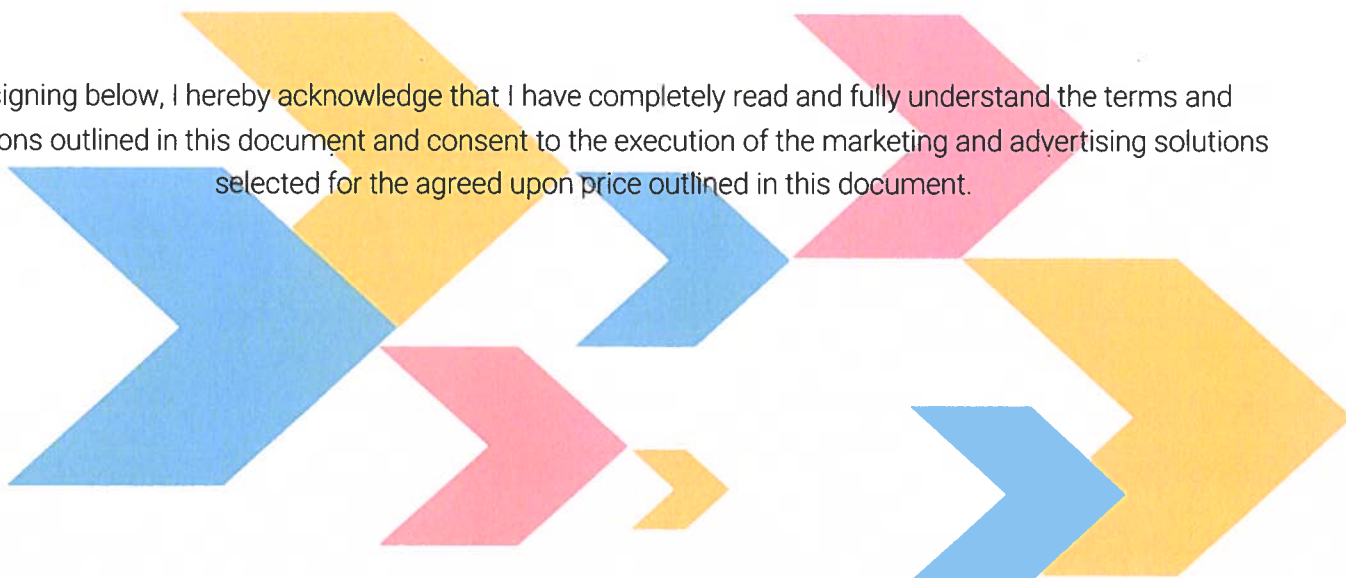 signing below, I hereby acknowledge that I have completely read and fully understand the terms and
ons outlined in this document and consent to the execution of the marketing and advertising solutions
selected for the agreed upon price outlined in this document.